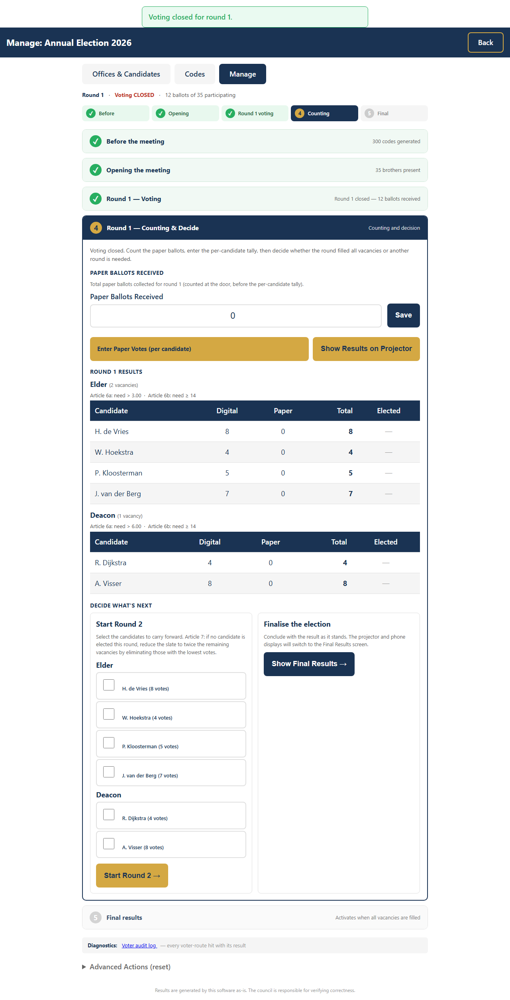 Voting closed for round 1.
Manage: Annual Election 2026
Back
Offices & Candidates
Codes
Manage
Round 1 · Voting CLOSED · 12 ballots of 35 participating
Before
Opening
Round 1 voting
4 Counting
5 Final
Before the meeting
300 codes generated
Opening the meeting
35 brothers present
Round 1 — Voting
Round 1 closed — 12 ballots received
4 Round 1 — Counting & Decide
Counting and decision
Voting closed. Count the paper ballots, enter the per-candidate tally, then decide whether the round filled all vacancies or another
round is needed.
PAPER BALLOTS RECEIVED
Total paper ballots collected for round 1 (counted at the door, before the per-candidate tally).
Paper Ballots Received
0
Save
Enter Paper Votes (per candidate)
Show Results on Projector
ROUND 1 RESULTS
Elder (2 vacancies)
Article 6a: need > 3.00 · Article 6b: need ≥ 14
Candidate Digital Paper Total Elected
H. de Vries 8 0 8 —
W. Hoekstra 4 0 4 —
P. Kloosterman 5 0 5 —
J. van der Berg 7 0 7 —
Deacon (1 vacancy)
Article 6a: need > 6.00 · Article 6b: need ≥ 14
Candidate Digital Paper Total Elected
R. Dijkstra 4 0 4 —
A. Visser 8 0 8 —
DECIDE WHAT'S NEXT
Start Round 2
Select the candidates to carry forward. Article 7: if no candidate is
elected this round, reduce the slate to twice the remaining
vacancies by eliminating those with the lowest votes.
Elder
H. de Vries (8 votes)
W. Hoekstra (4 votes)
P. Kloosterman (5 votes)
J. van der Berg (7 votes)
Deacon
R. Dijkstra (4 votes)
A. Visser (8 votes)
Start Round 2 →
Finalise the election
Conclude with the result as it stands. The projector and phone
displays will switch to the Final Results screen.
Show Final Results →
5 Final results
Activates when all vacancies are filled
Diagnostics: Voter audit log — every voter-route hit with its result
Advanced Actions (reset)
Results are generated by this software as-is. The council is responsible for verifying correctness.